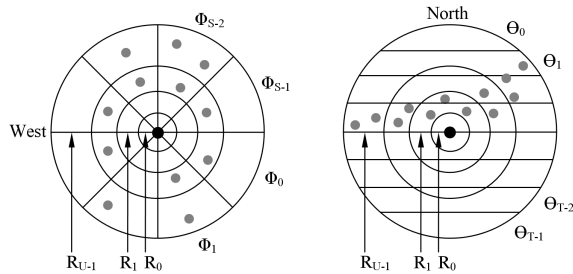 North
Φ_{S-2}
Θ_0
Θ_1
Φ_{S-1}
West
Φ_0
Θ_{T-2}
Φ_1
Θ_{T-1}
R_{U-1} R_1 R_0
R_{U-1} R_1 R_0